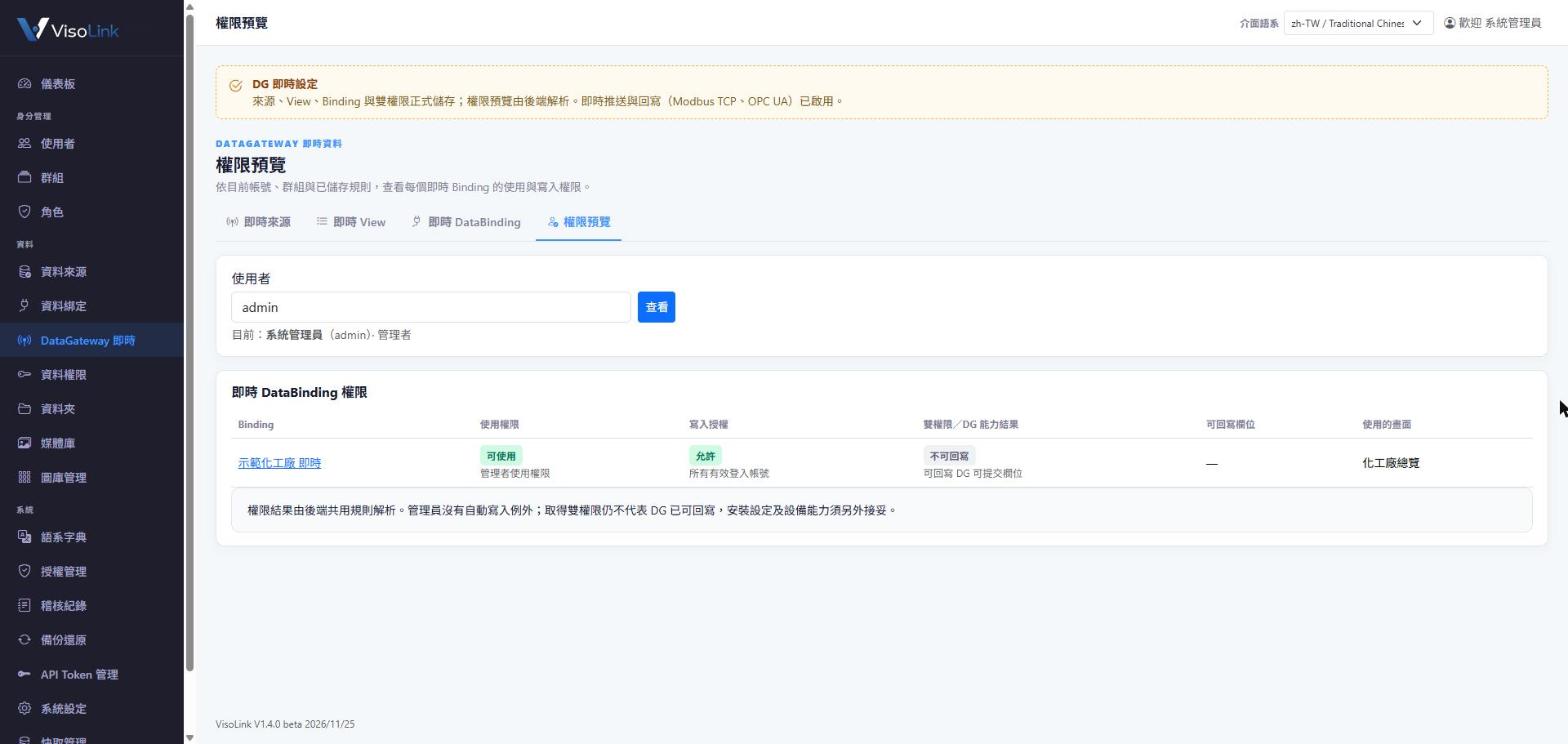 VisoLink
儀表板
身分管理
使用者
群組
角色
資料
資料來源
資料綁定
DataGateway 即時
資料權限
資料夾
媒體庫
圖庫管理
系統
語系字典
授權管理
稽核紀錄
備份還原
API Token 管理
系統設定
快取管理
權限預覽
介面語系
zh-TW / Traditional Chines
歡迎 系統管理員
DG 即時設定
來源、View、Binding 與雙權限正式儲存；權限預覽由後端解析。即時推送與回寫（Modbus TCP、OPC UA）已啟用。
DATAGATEWAY 即時資料
權限預覽
依目前帳號、群組與已儲存規則，查看每個即時 Binding 的使用與寫入權限。
即時來源
即時 View
即時 DataBinding
權限預覽
使用者
admin
查看
目前：系統管理員（admin）· 管理者
即時 DataBinding 權限
Binding
使用權限
寫入授權
雙權限／DG 能力結果
可回寫欄位
使用的畫面
示範化工廠 即時
可使用
管理者使用權限
允許
所有有效登入帳號
不可回寫
可回寫 DG 可提交欄位
—
化工廠總覽
權限結果由後端共用規則解析。管理員沒有自動寫入例外；取得雙權限仍不代表 DG 已可回寫，安裝設定及設備能力須另外接妥。
VisoLink V1.4.0 beta 2026/11/25